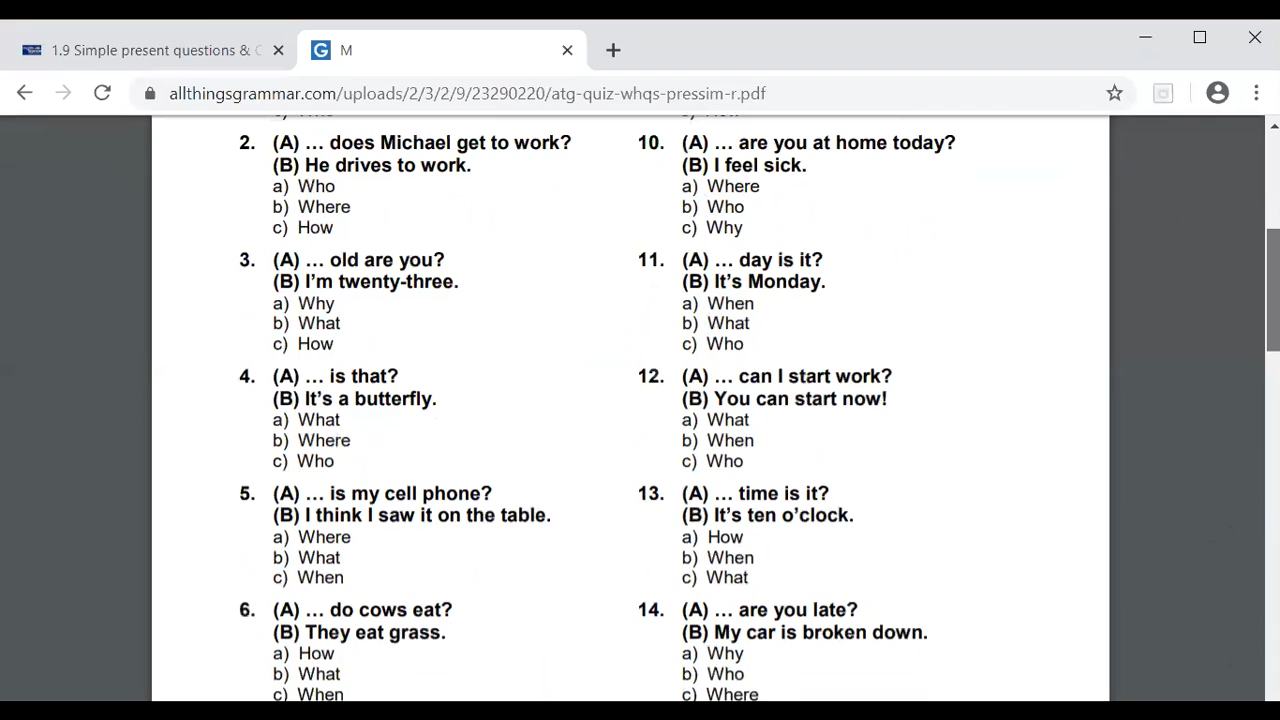 1.9 Simple present questions &
M
allthingsgrammar.com/uploads/2/3/2/9/23290220/atg-quiz-whqs-pressim-r.pdf
2. (A) … does Michael get to work?
(B) He drives to work.
a) Who
b) Where
c) How
3. (A) … old are you?
(B) I’m twenty-three.
a) Why
b) What
c) How
4. (A) … is that?
(B) It’s a butterfly.
a) What
b) Where
c) Who
5. (A) … is my cell phone?
(B) I think I saw it on the table.
a) Where
b) What
c) When
6. (A) … do cows eat?
(B) They eat grass.
a) How
b) What
c) When
10. (A) … are you at home today?
(B) I feel sick.
a) Where
b) Who
c) Why
11. (A) … day is it?
(B) It’s Monday.
a) When
b) What
c) Who
12. (A) … can I start work?
(B) You can start now!
a) What
b) When
c) Who
13. (A) … time is it?
(B) It’s ten o’clock.
a) How
b) When
c) What
14. (A) … are you late?
(B) My car is broken down.
a) Why
b) Who
c) Where